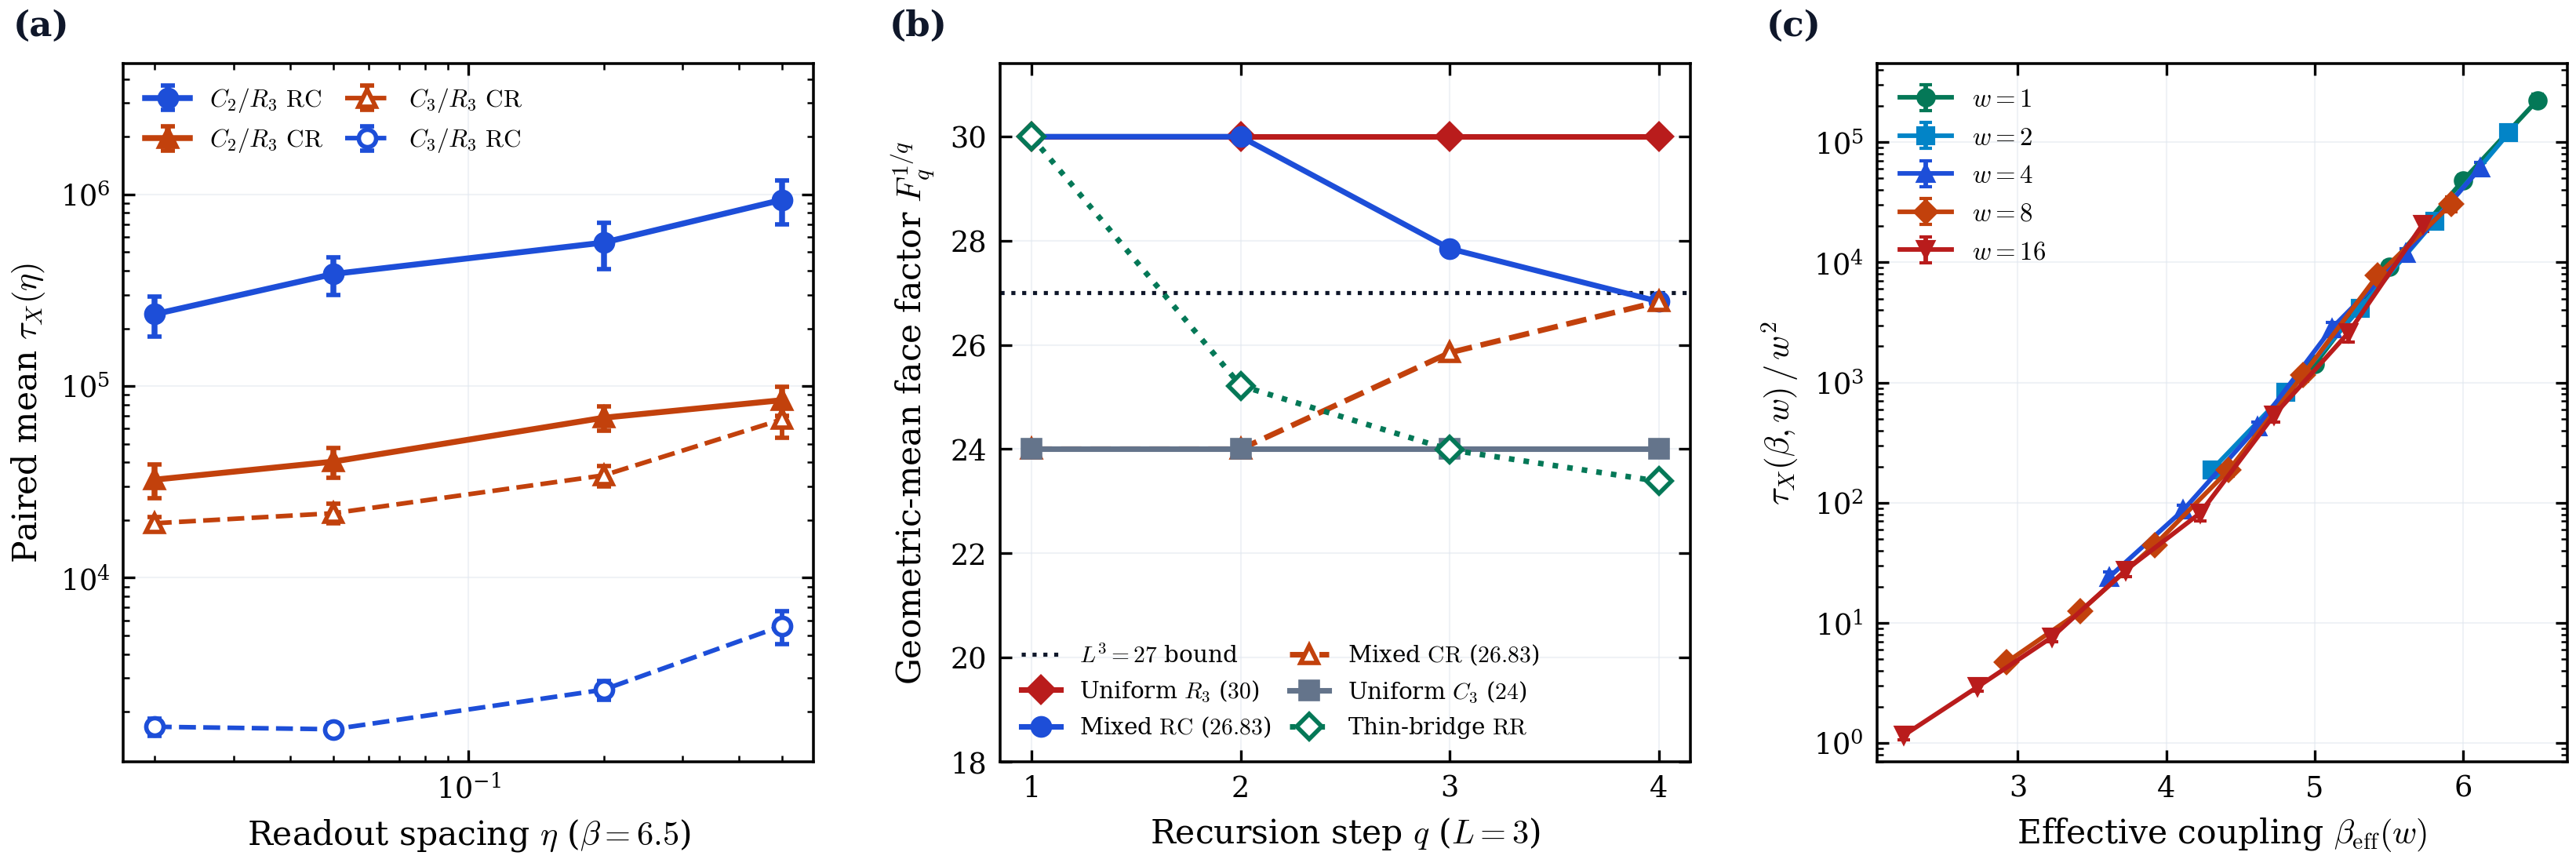 (a)
C₂/R₃ RC
C₂/R₃ CR
C₃/R₃ CR
C₃/R₃ RC
10⁶
10⁵
10⁴
Paired mean τ_X(η)
10⁻¹
Readout spacing η (β = 6.5)
(b)
30
28
26
24
22
20
18
Geometric-mean face factor F_q^{1/q}
L³ = 27 bound
Uniform R₃ (30)
Mixed RC (26.83)
Mixed CR (26.83)
Uniform C₃ (24)
Thin-bridge RR
1 2 3 4
Recursion step q (L = 3)
(c)
w = 1
w = 2
w = 4
w = 8
w = 16
10⁵
10⁴
10³
10²
10¹
10⁰
τ_X(β, w) / w²
3 4 5 6
Effective coupling β_eff(w)